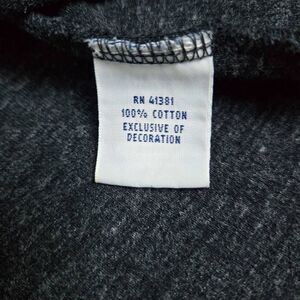 RN 41381
100% COTTON
EXCLUSIVE OF
DECORATION